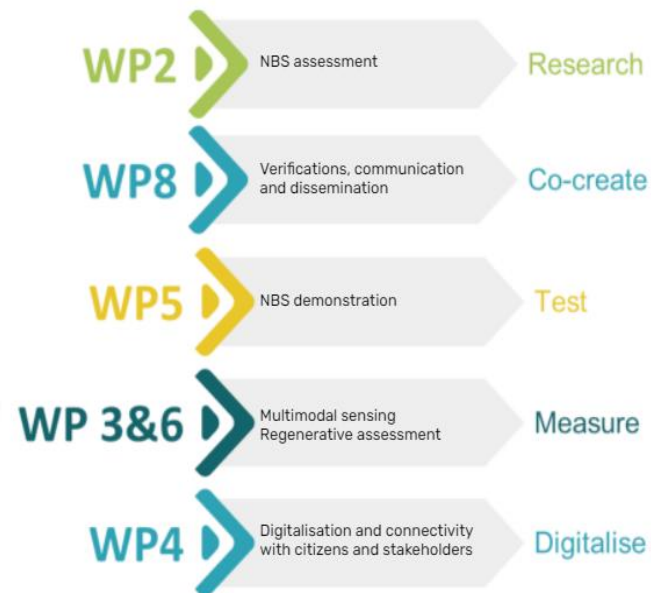 WP2
NBS assessment
Research
WP8
Verifications, communication
and dissemination
Co-create
WP5
NBS demonstration
Test
WP 3&6
Multimodal sensing
Regenerative assessment
Measure
WP4
Digitalisation and connectivity
with citizens and stakeholders
Digitalise